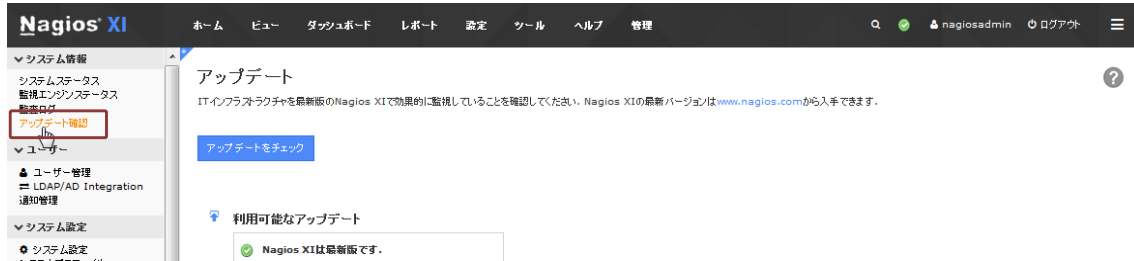 Nagios® XI
ホーム ビュー ダッシュボード レポート 設定 ツール ヘルプ 管理
nagiosadmin ログアウト
システム情報
システムステータス
監視エンジンステータス
監査ログ
アップデート確認
ユーザー
ユーザー管理
LDAP/AD Integration
通知管理
システム設定
システム設定
アップデート
ITインフラストラクチャを最新版のNagios XIで効果的に監視していることを確認してください. Nagios XIの最新バージョンはwww.nagios.comから入手できます.
アップデートをチェック
利用可能なアップデート
Nagios XIは最新版です.